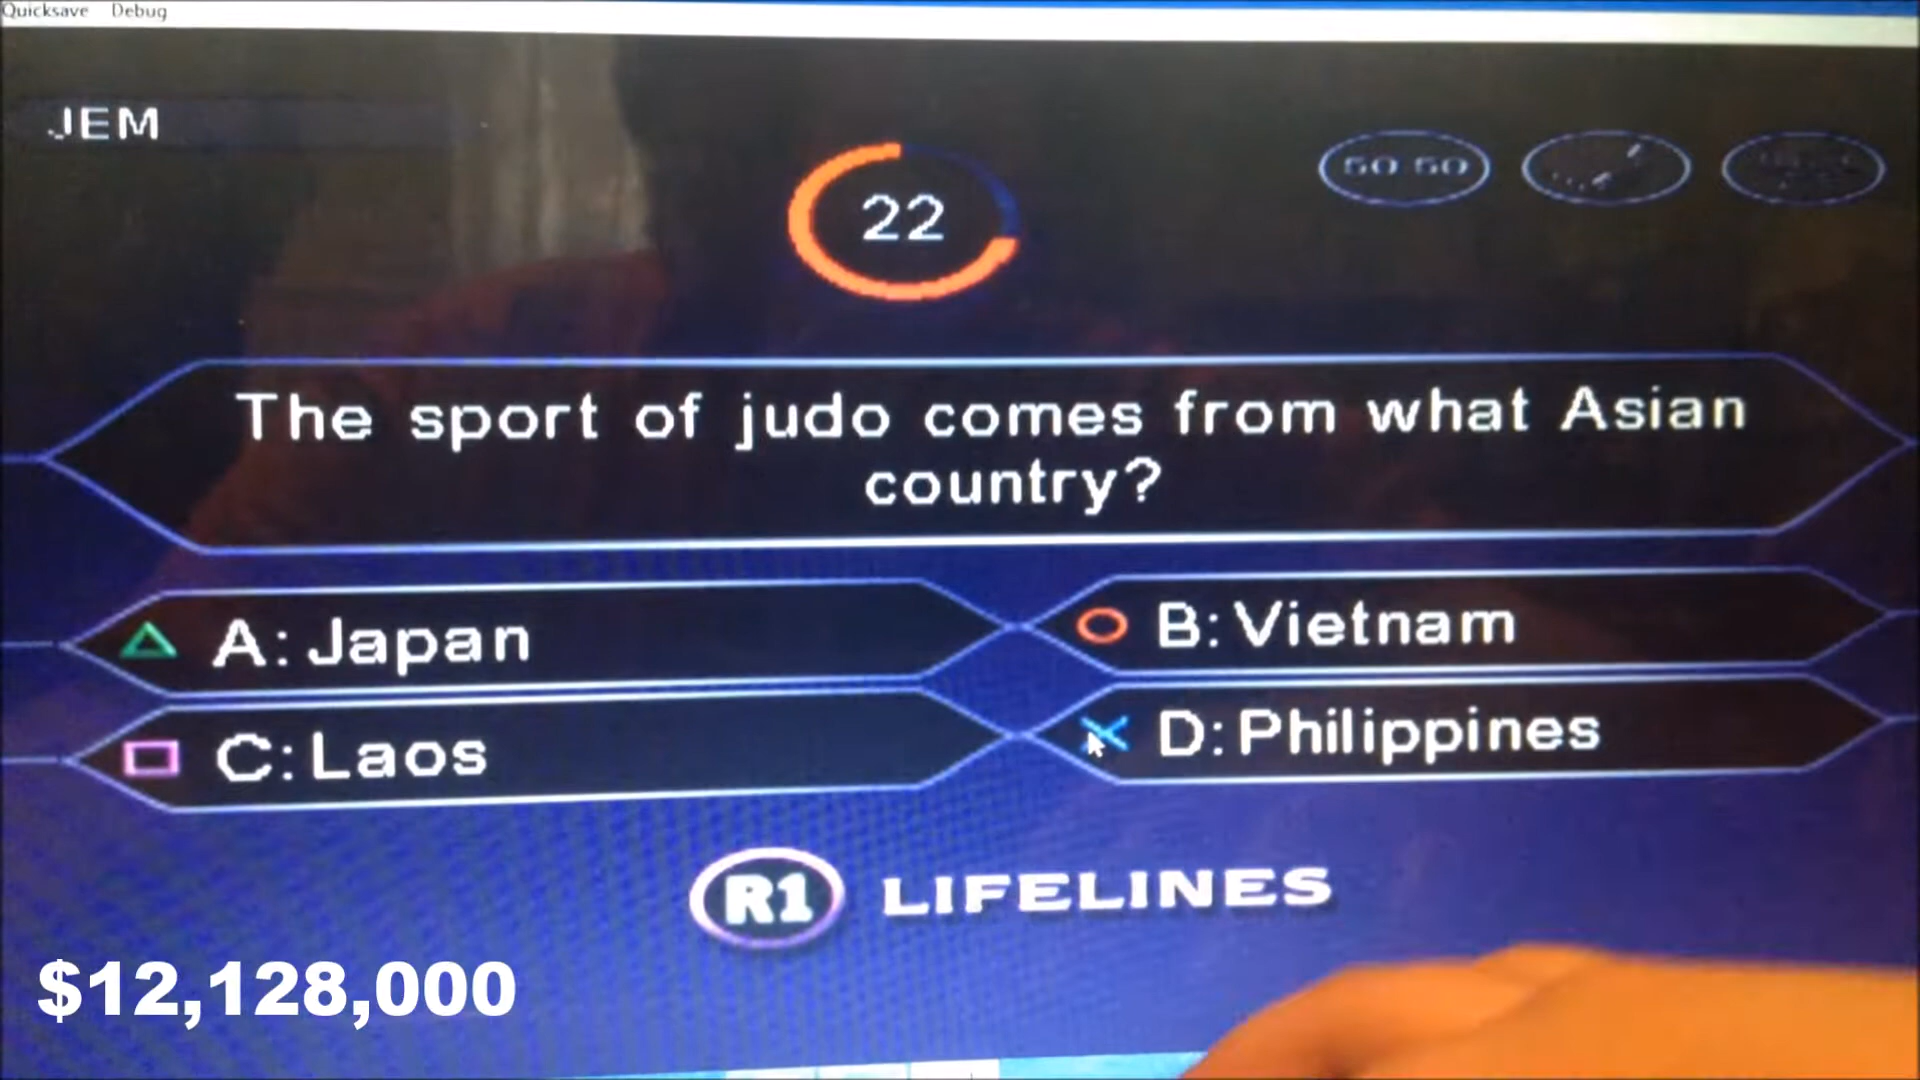 Quicksave Debug
JEM
22
50:50
The sport of judo comes from what Asian
country?
A: Japan
B: Vietnam
C: Laos
D: Philippines
R1 LIFELINES
$12,128,000